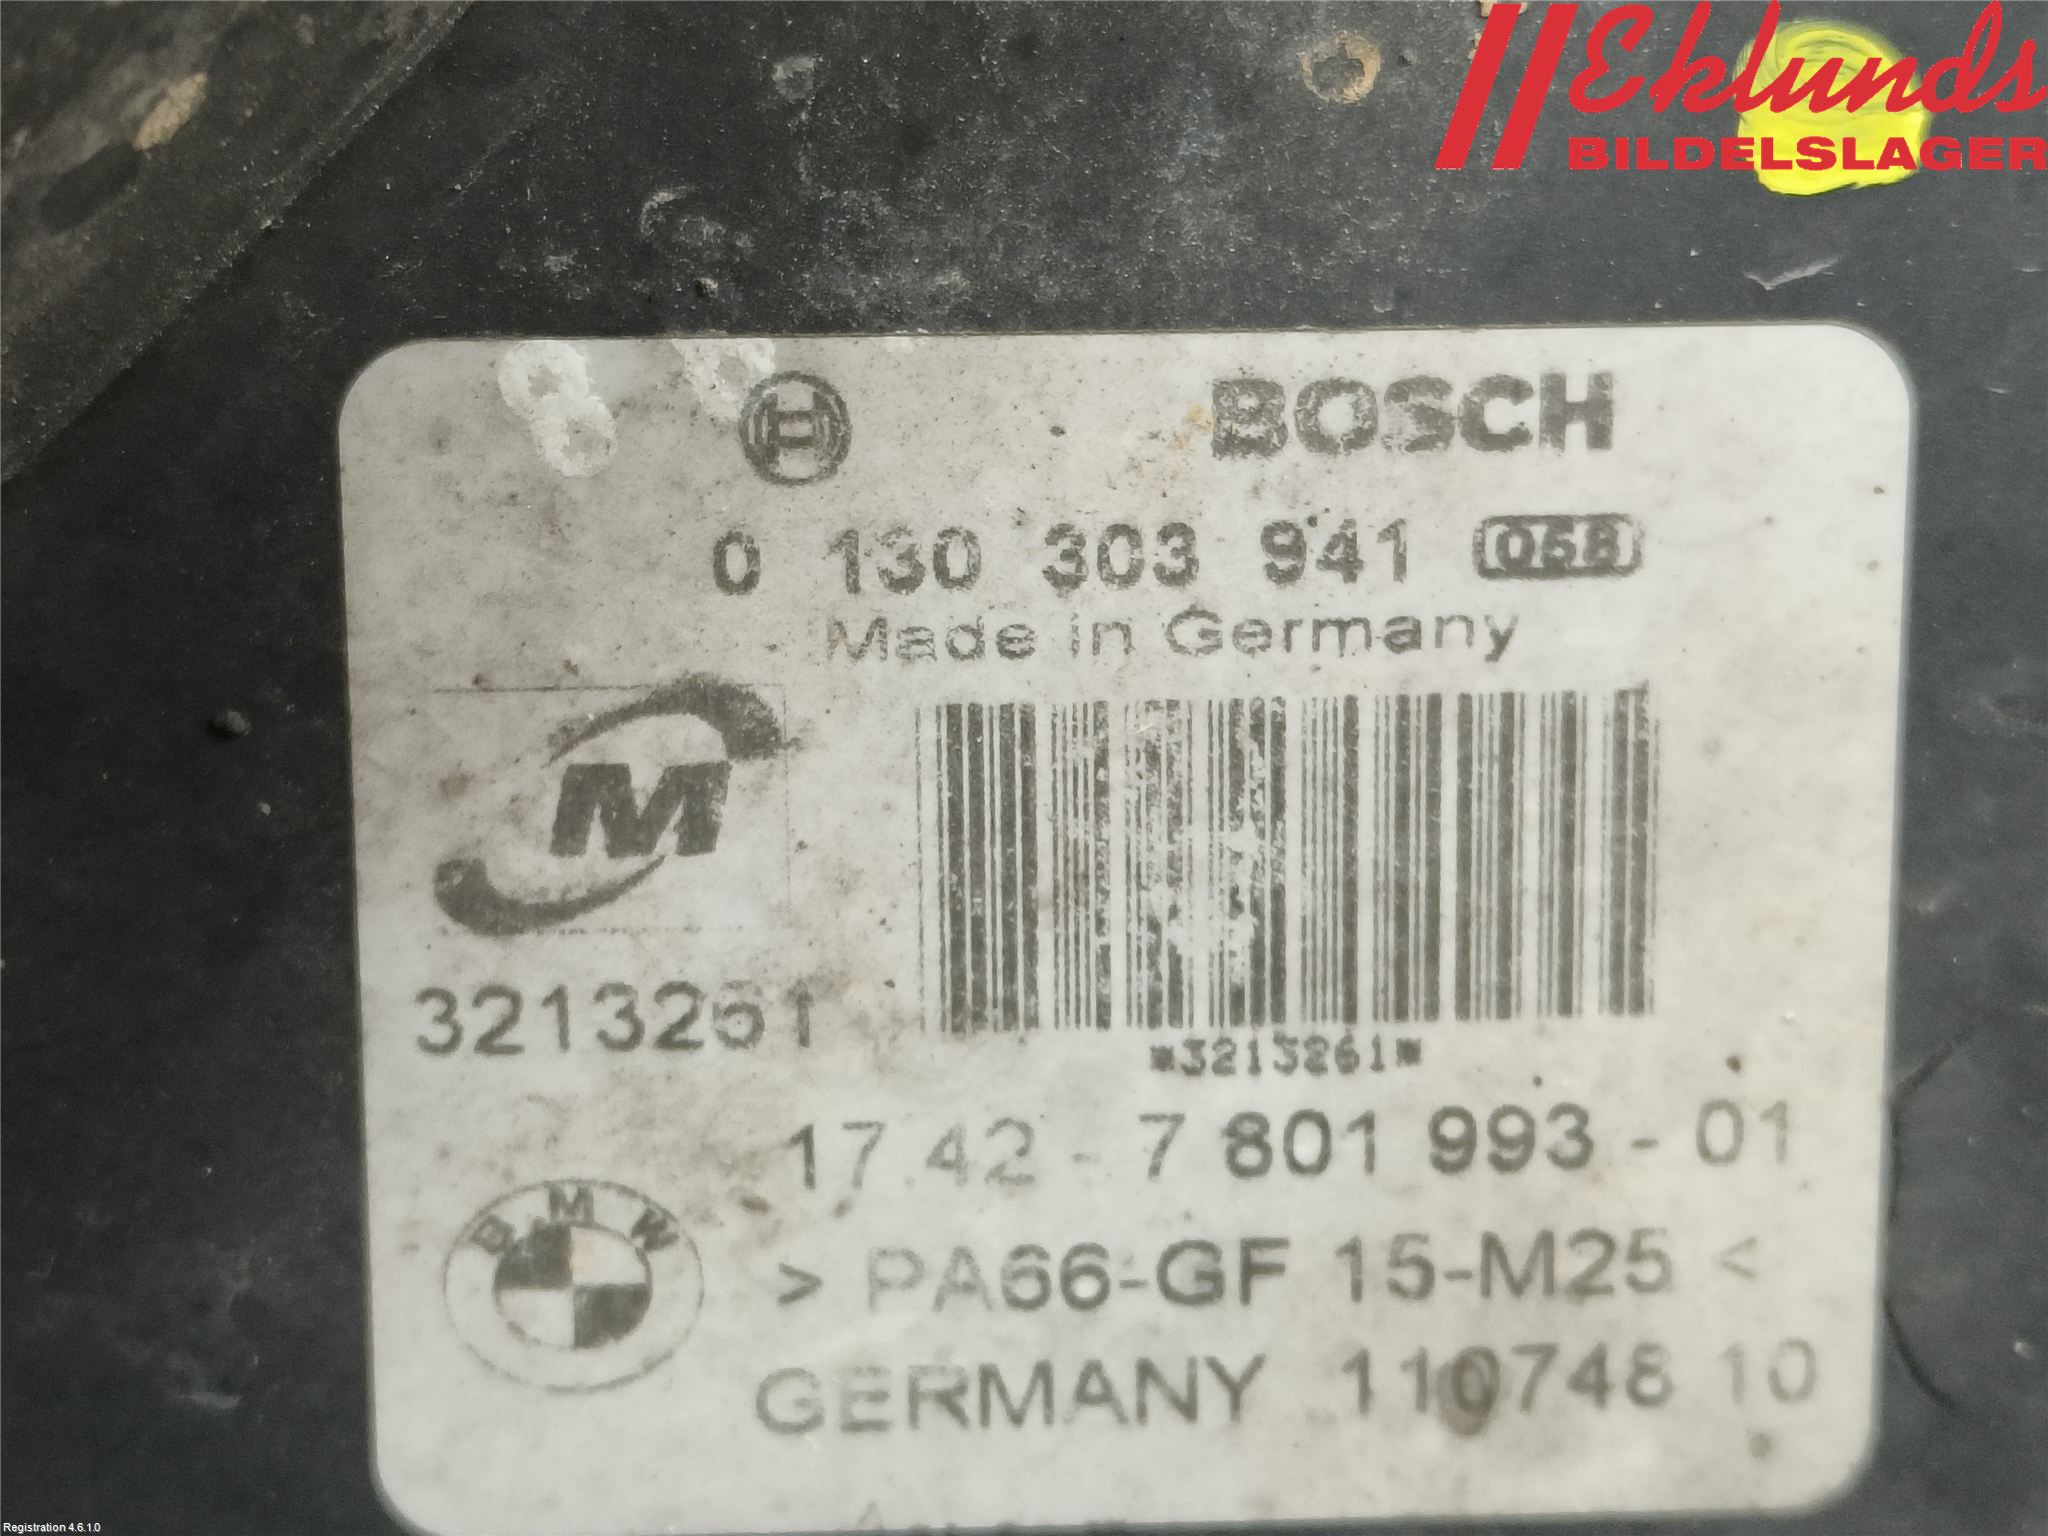 Eklunds
BILDELSLAGER
88
BOSCH
0 130 303 941 058
Made in Germany
M
3213261
*3213261*
17.42 - 7 801 993 - 01
BMW
> PA66-GF 15-M25 <
GERMANY 110748 10
Registration 4.6.1.0